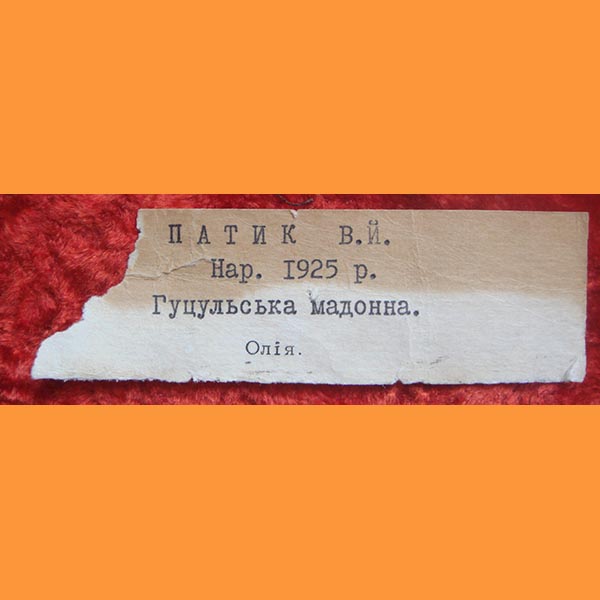 ПАТИК В.Й.
Нар. 1925 р.
Гуцульська мадонна.
Олія.